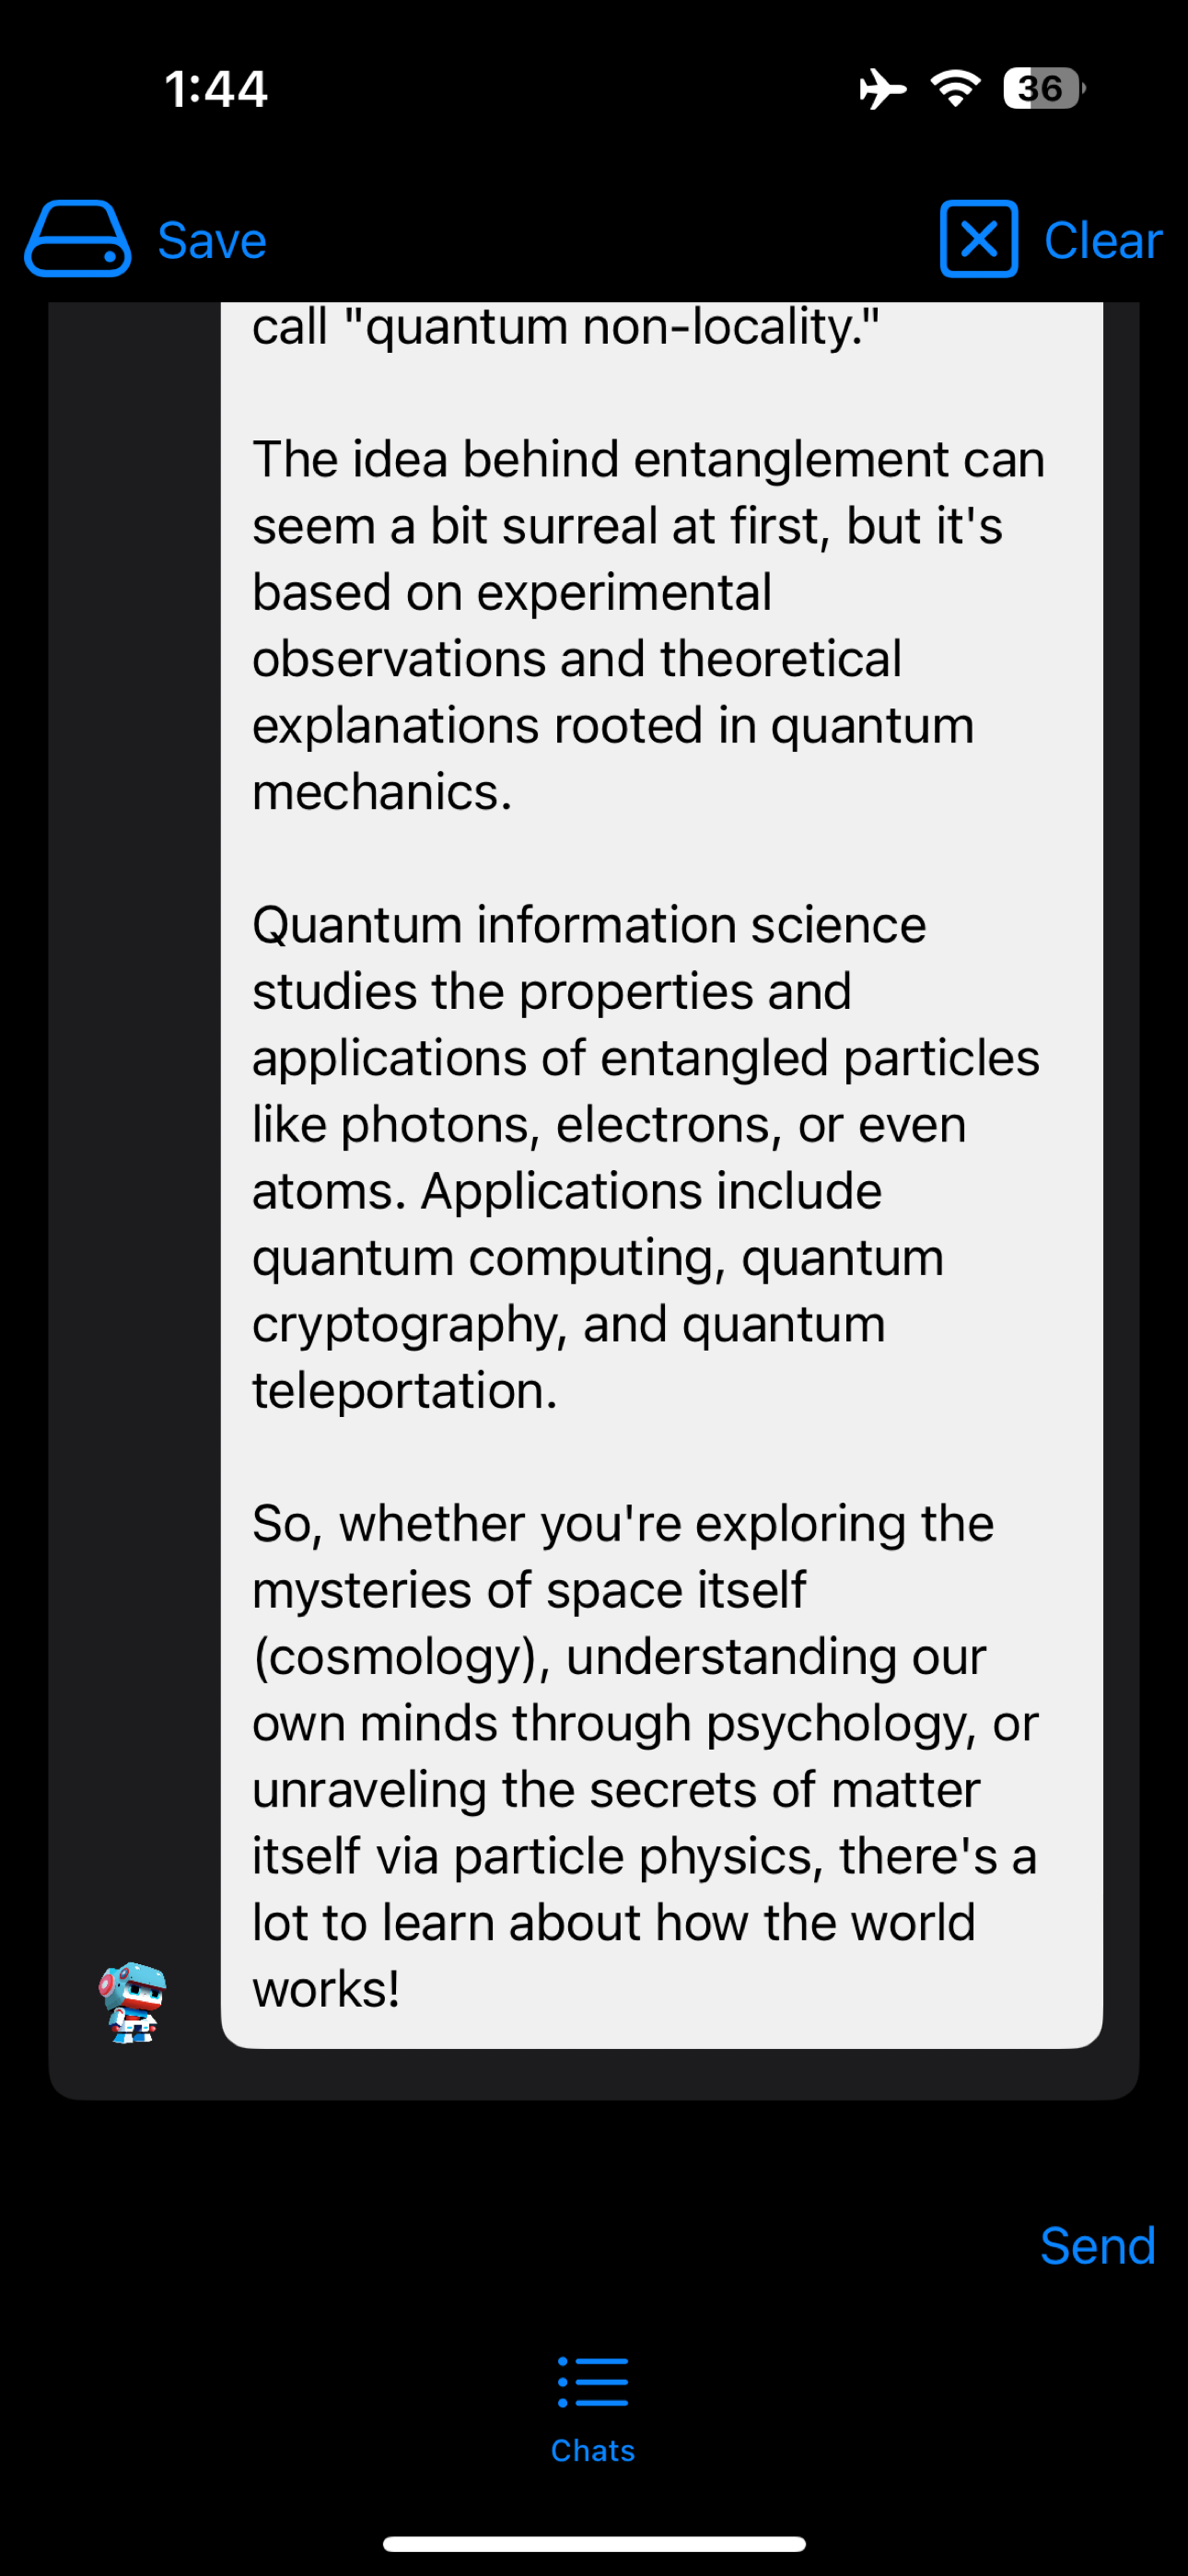 1:44
36
Save
Clear
call "quantum non-locality."
The idea behind entanglement can
seem a bit surreal at first, but it's
based on experimental
observations and theoretical
explanations rooted in quantum
mechanics.
Quantum information science
studies the properties and
applications of entangled particles
like photons, electrons, or even
atoms. Applications include
quantum computing, quantum
cryptography, and quantum
teleportation.
So, whether you're exploring the
mysteries of space itself
(cosmology), understanding our
own minds through psychology, or
unraveling the secrets of matter
itself via particle physics, there's a
lot to learn about how the world
works!
Send
Chats